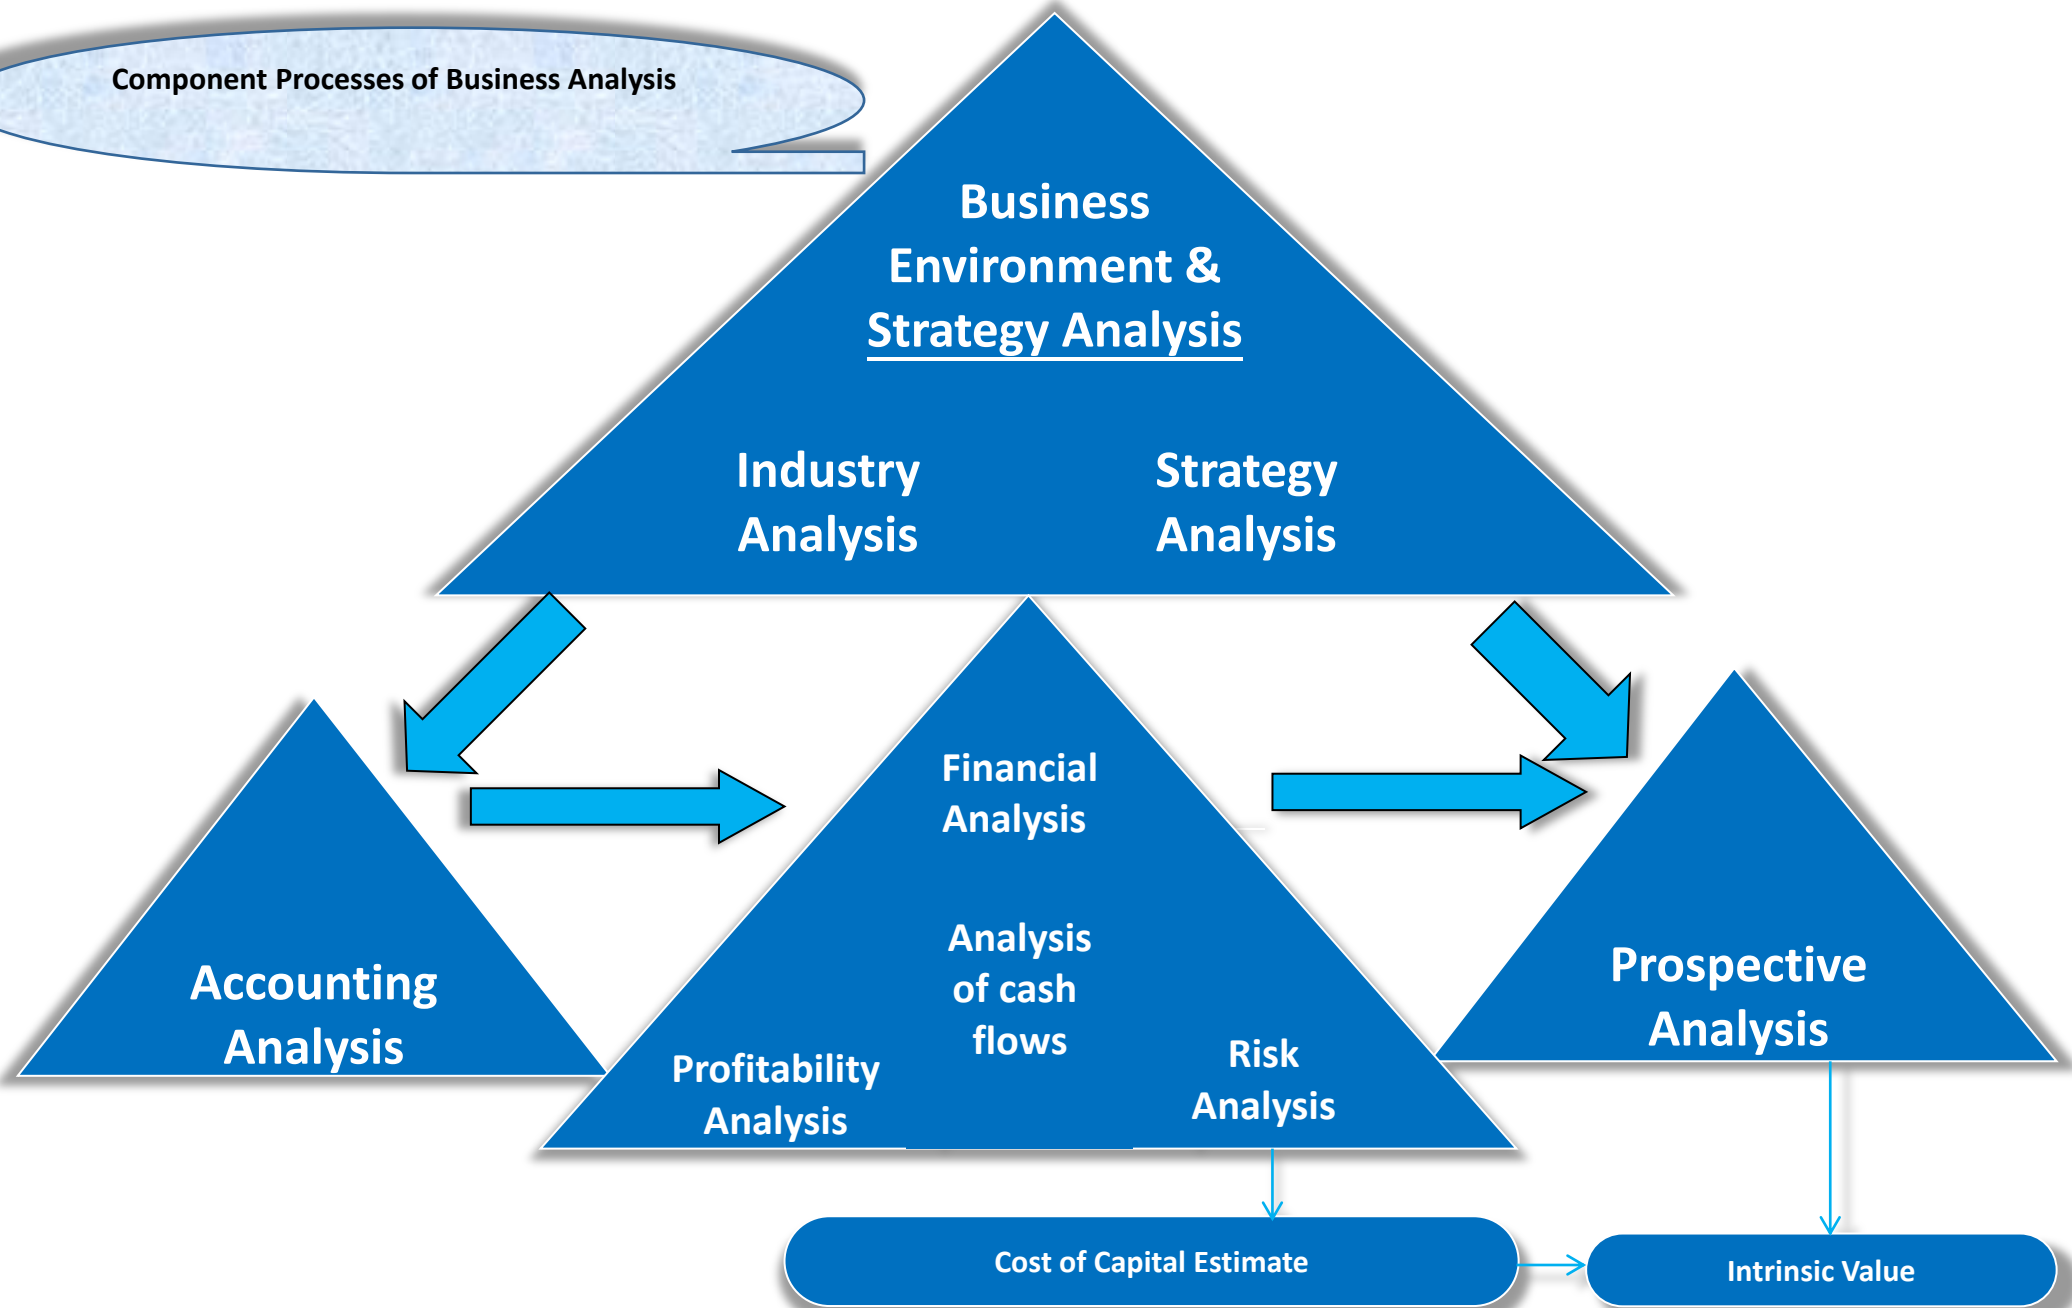 Component Processes of Business Analysis
Business
Environment &
Strategy Analysis
Industry
Analysis
Strategy
Analysis
Financial
Analysis
Analysis
of cash
flows
Accounting
Analysis
Profitability
Analysis
Risk
Analysis
Prospective
Analysis
Cost of Capital Estimate
Intrinsic Value